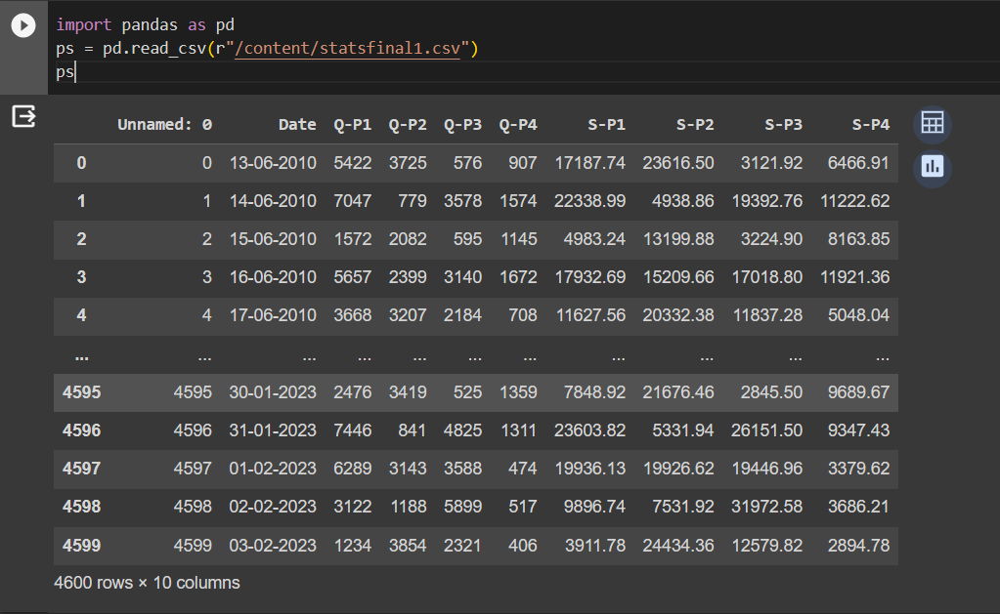 import pandas as pd
ps = pd.read_csv(r"/content/statsfinal1.csv")
ps
Unnamed: 0 Date Q-P1 Q-P2 Q-P3 Q-P4 S-P1 S-P2 S-P3 S-P4
0 0 13-06-2010 5422 3725 576 907 17187.74 23616.50 3121.92 6466.91
1 1 14-06-2010 7047 779 3578 1574 22338.99 4938.86 19392.76 11222.62
2 2 15-06-2010 1572 2082 595 1145 4983.24 13199.88 3224.90 8163.85
3 3 16-06-2010 5657 2399 3140 1672 17932.69 15209.66 17018.80 11921.36
4 4 17-06-2010 3668 3207 2184 708 11627.56 20332.38 11837.28 5048.04
... ... ... ... ... ... ... ... ... ... ...
4595 4595 30-01-2023 2476 3419 525 1359 7848.92 21676.46 2845.50 9689.67
4596 4596 31-01-2023 7446 841 4825 1311 23603.82 5331.94 26151.50 9347.43
4597 4597 01-02-2023 6289 3143 3588 474 19936.13 19926.62 19446.96 3379.62
4598 4598 02-02-2023 3122 1188 5899 517 9896.74 7531.92 31972.58 3686.21
4599 4599 03-02-2023 1234 3854 2321 406 3911.78 24434.36 12579.82 2894.78
4600 rows × 10 columns